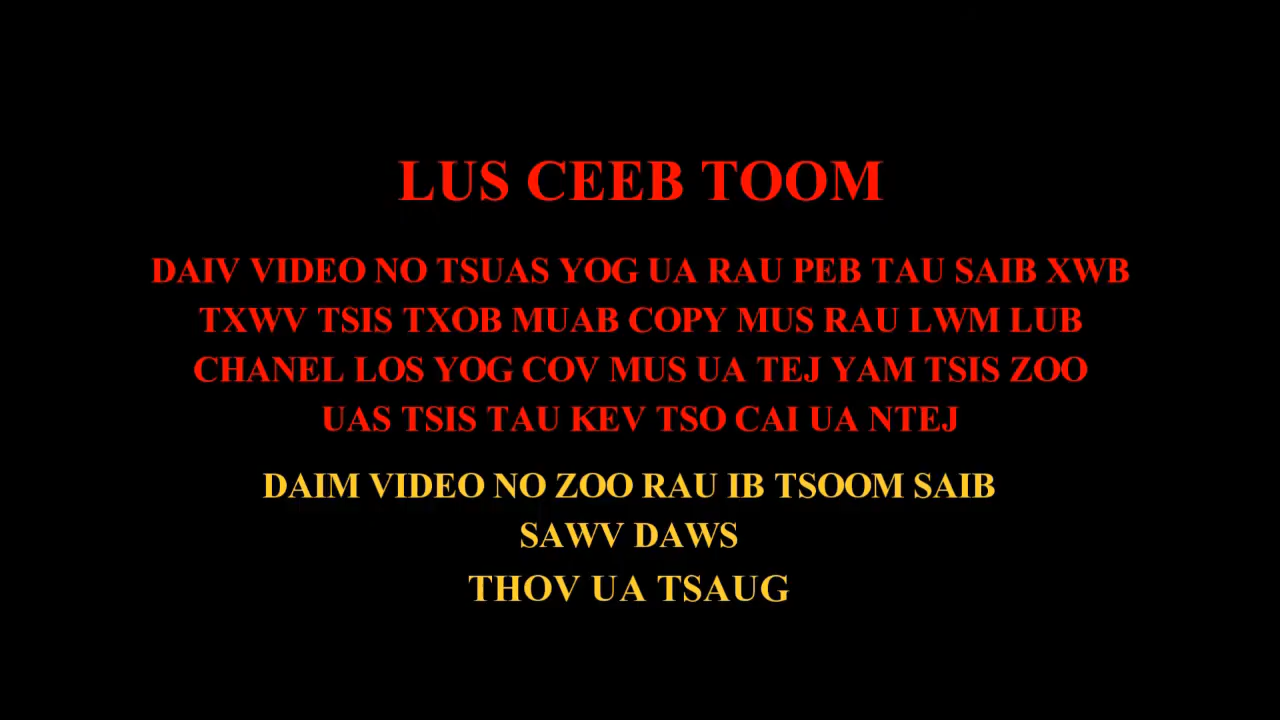 LUS CEEB TOOM
DAIV VIDEO NO TSUAS YOG UA RAU PEB TAU SAIB XWB
TXWV TSIS TXOB MUAB COPY MUS RAU LWM LUB
CHANEL LOS YOG COV MUS UA TEJ YAM TSIS ZOO
UAS TSIS TAU KEV TSO CAI UA NTEJ
DAIM VIDEO NO ZOO RAU IB TSOOM SAIB
SAWV DAWS
THOV UA TSAUG